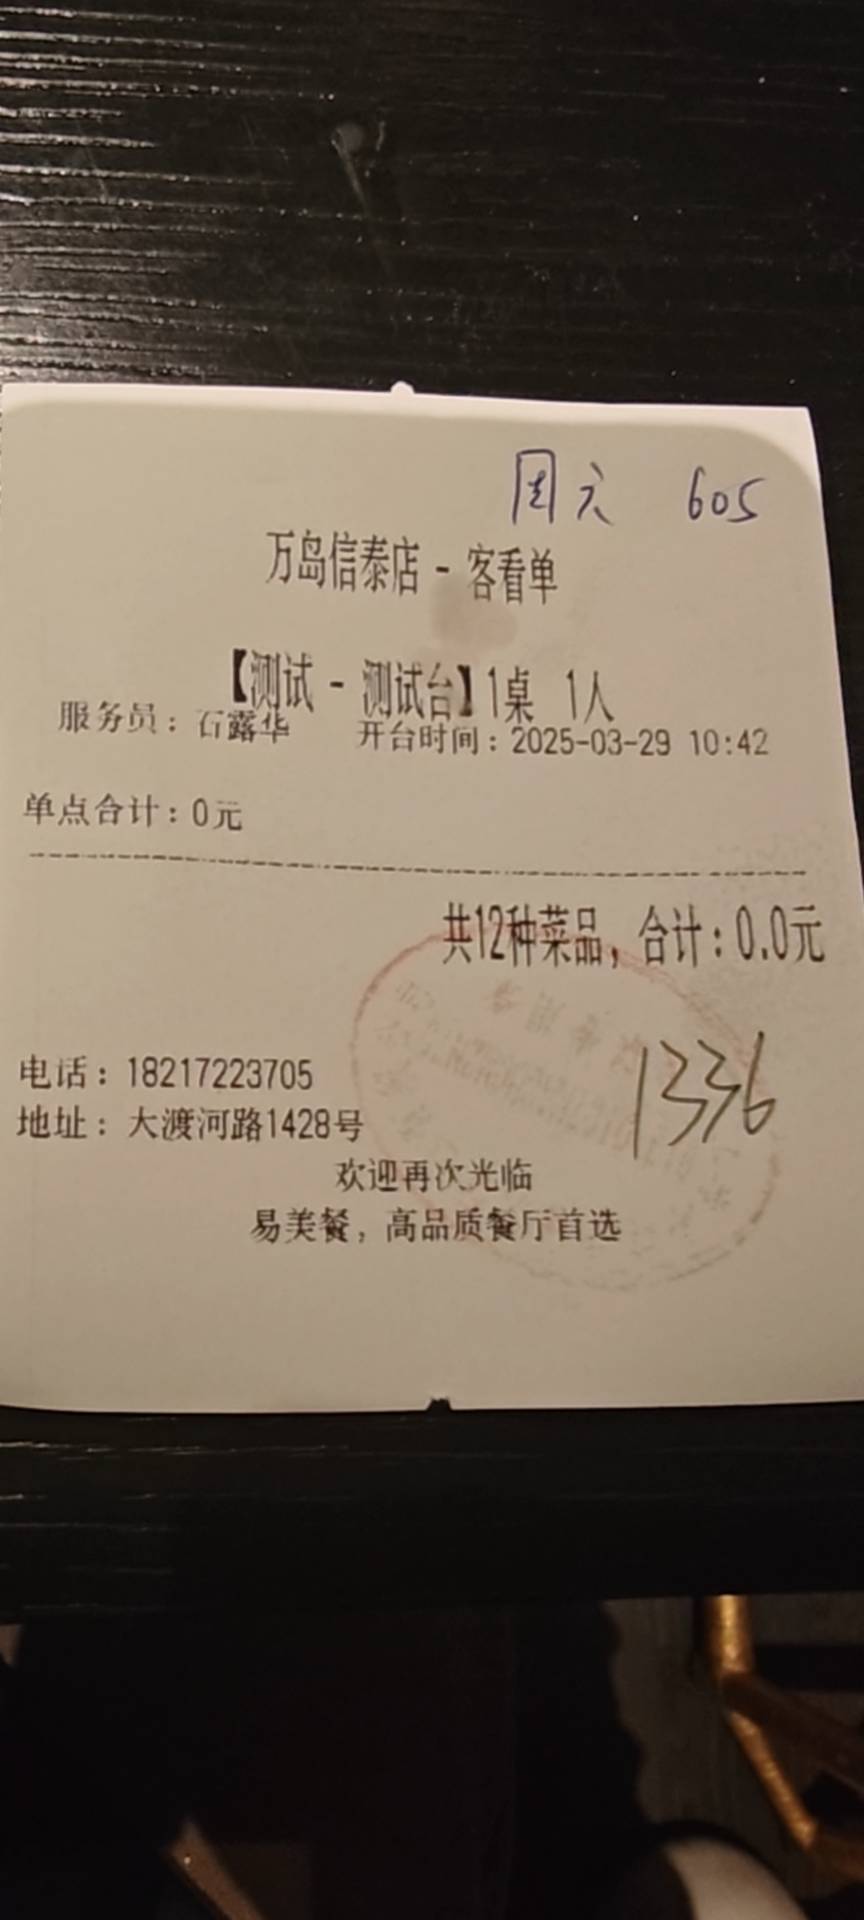 周六 605
万岛信泰店 - 客看单
【测试 - 测试台】1桌 1人
服务员：石露华 开台时间：2025-03-29 10:42
单点合计：0元
共12种菜品，合计：0.0元
1336
电话：18217223705
地址：大渡河路1428号
欢迎再次光临
易美餐，高品质餐厅首选